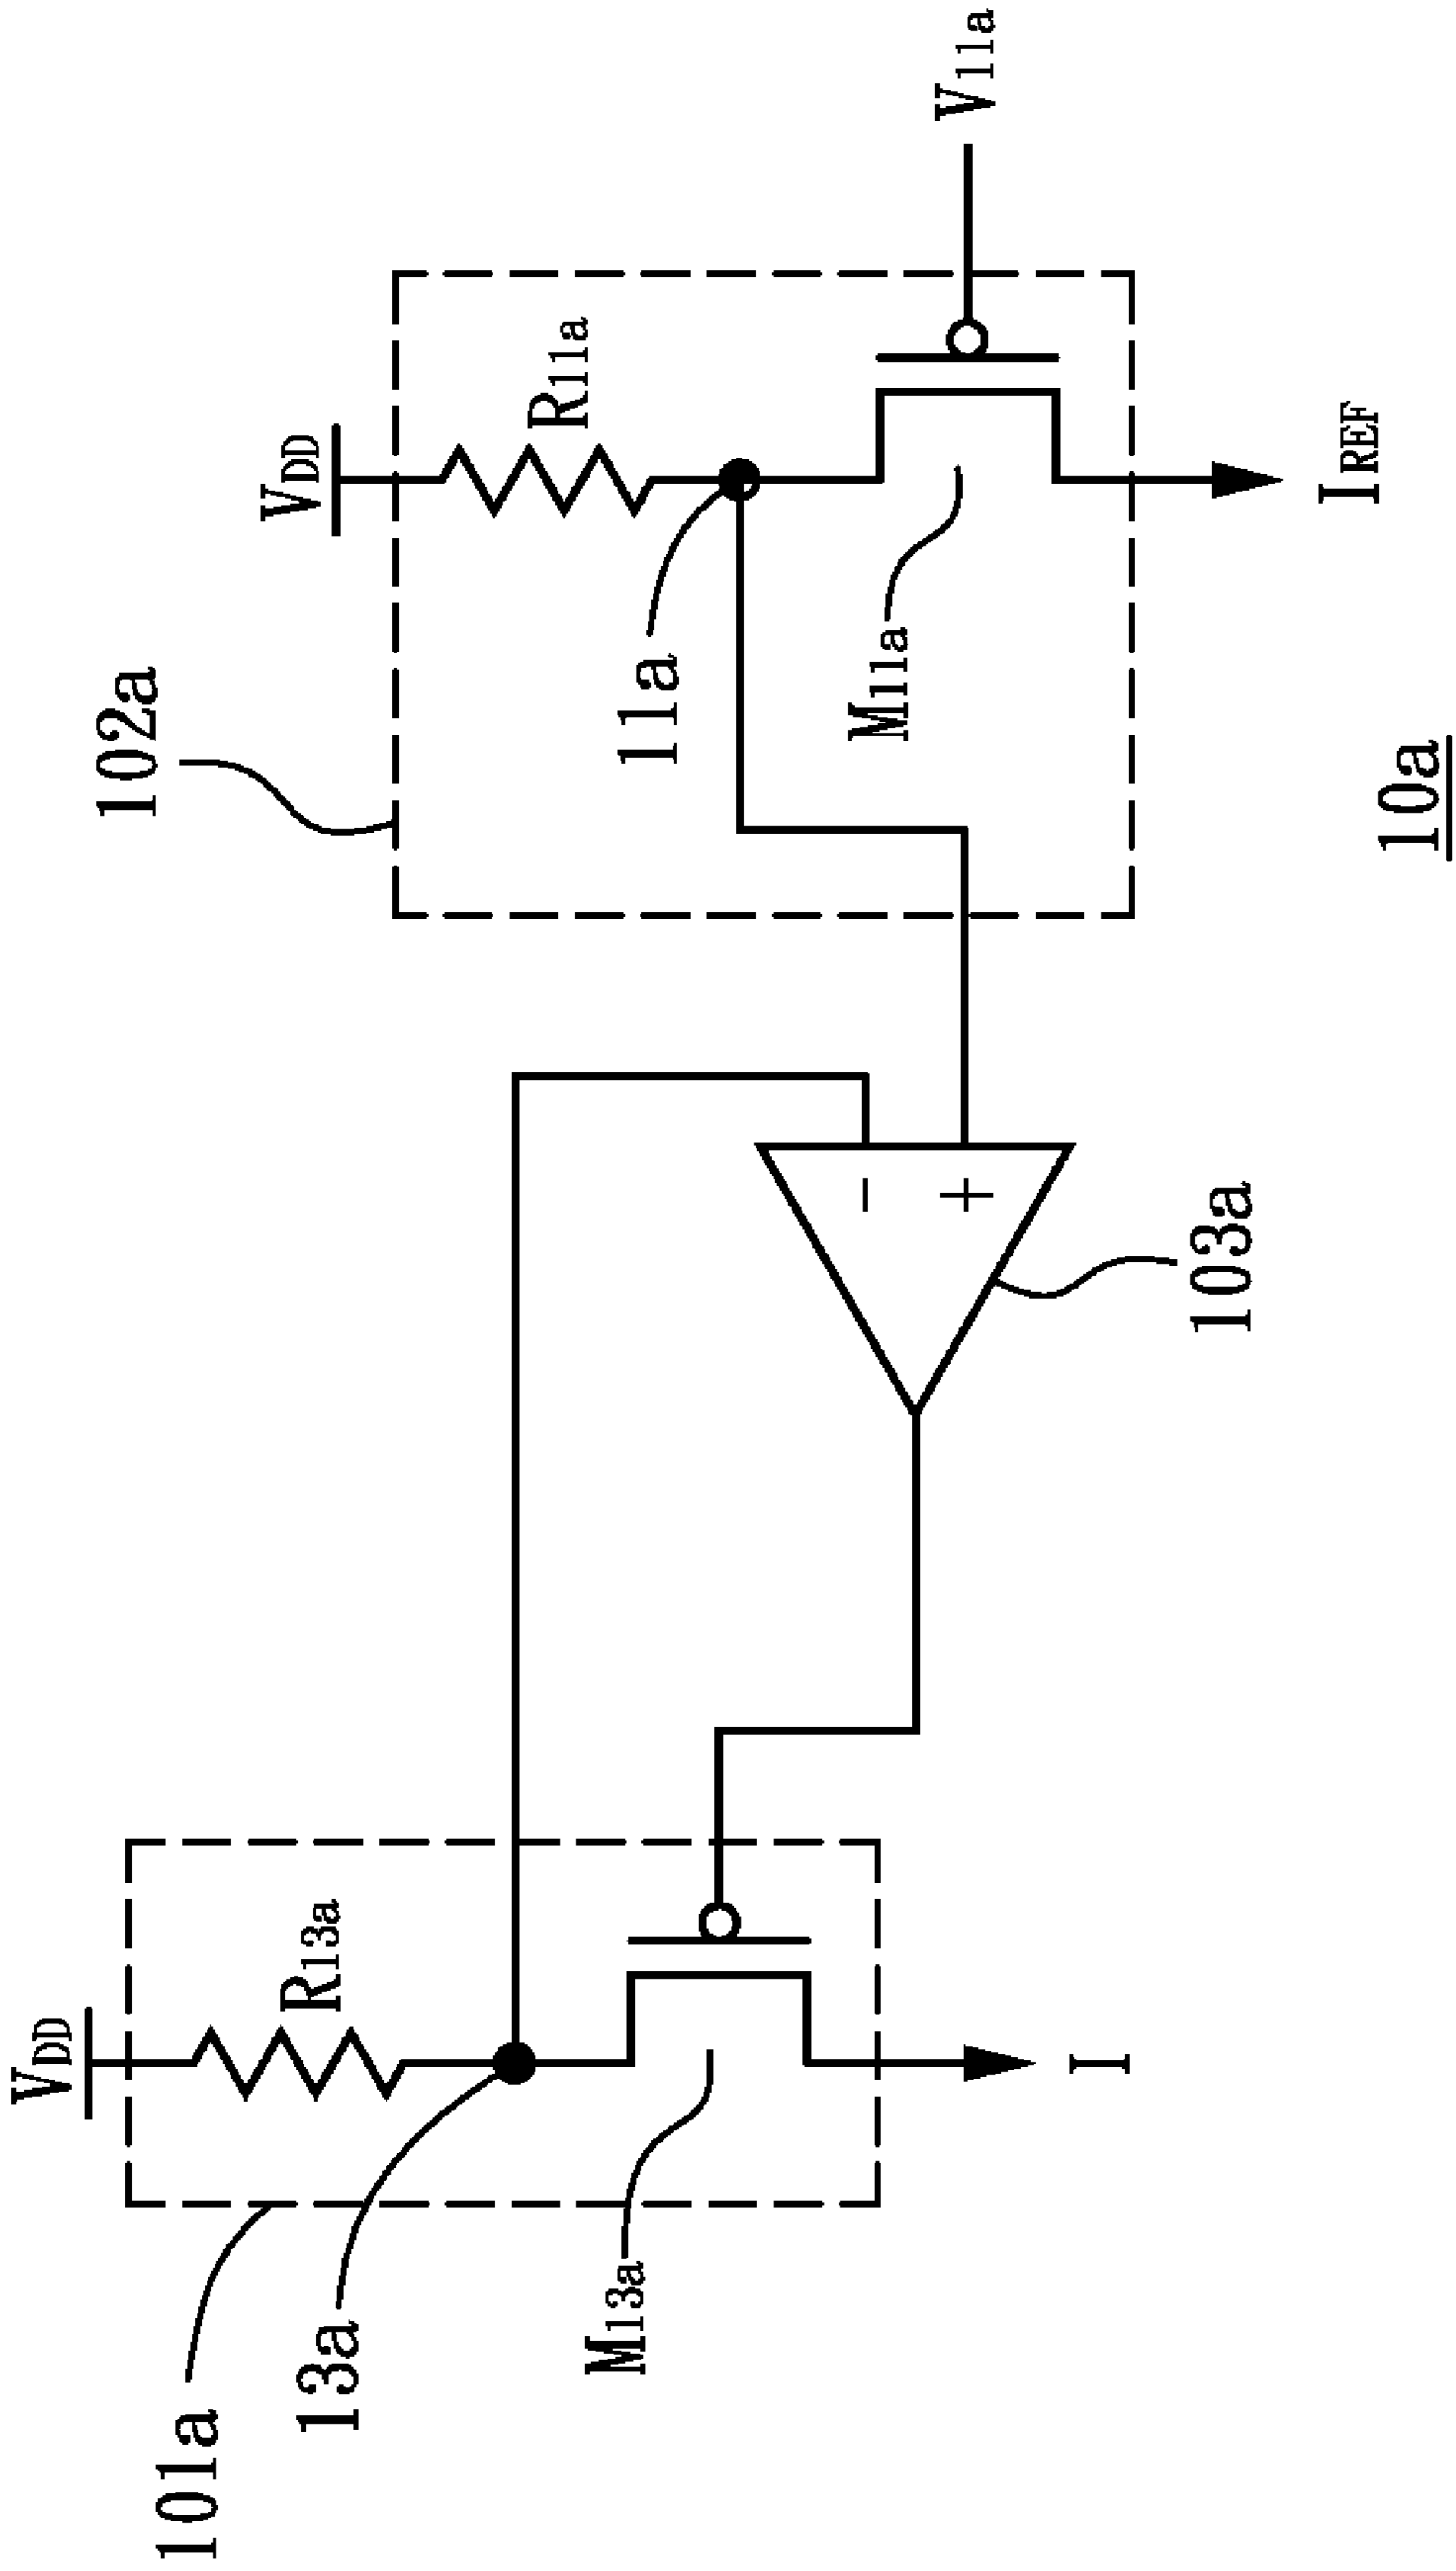 V11a
VDD
R11a
102a
11a
M11a
IREF
10a
-
+
103a
VDD
R13a
I
101a
13a
M13a